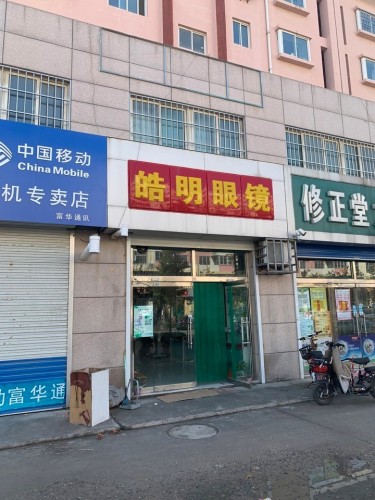 中国移动
China Mobile
机专卖店
富华通讯
动富华通
皓明眼镜
修正堂